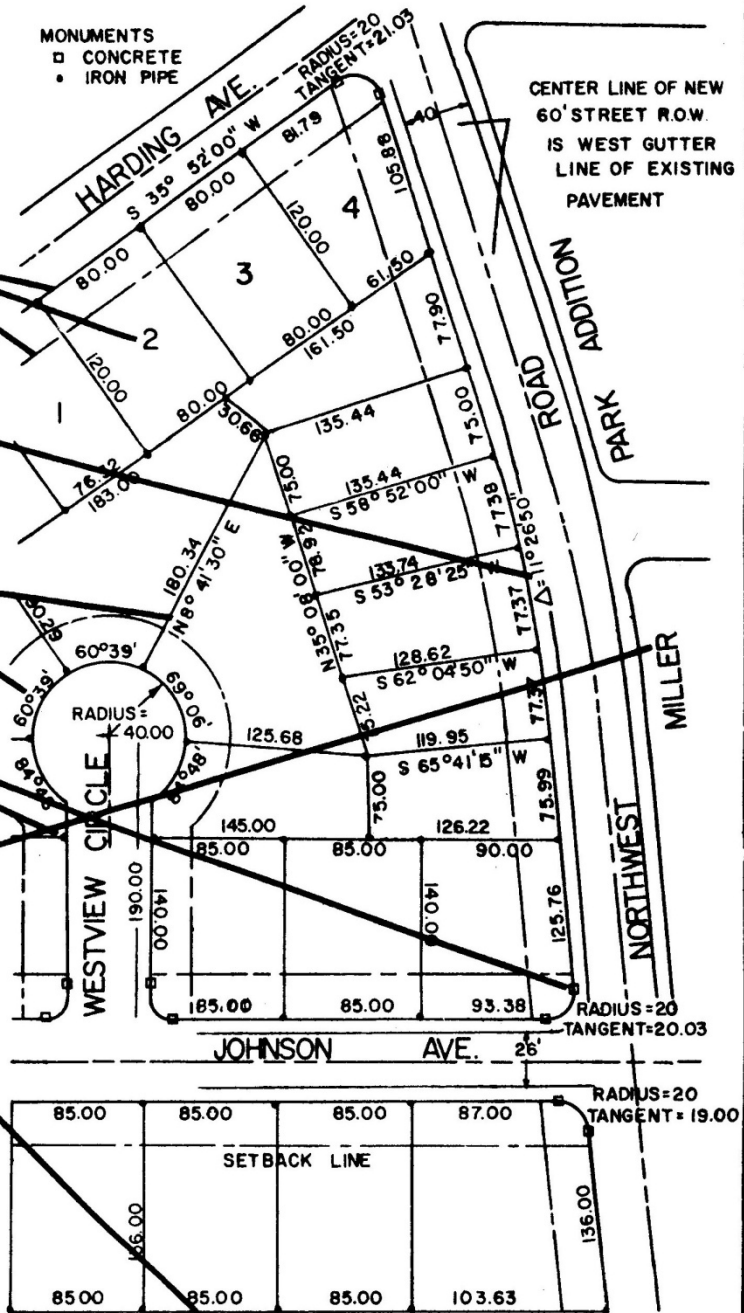 MONUMENTS
□ CONCRETE
• IRON PIPE
HARDING AVE.
RADIUS=20
TANGENT=21.03
S 35° 52'00" W
81.79
80.00
80.00
40'
CENTER LINE OF NEW
60' STREET R.O.W.
IS WEST GUTTER
LINE OF EXISTING
PAVEMENT
105.88
4
120.00
3
61.50
2
80.00
161.50
120.00
1
80.00
76.12
183.00
30.66
77.90
ROAD
PARK ADDITION
135.44
75.00
75.00
135.44
S 58° 52'00" W
77.38
78.92
133.74
S 53° 28'25" W
Δ=11°26'50"
180.34
N 8° 41'30" E
N35° 08'00" W
77.35
77.37
128.62
S 62° 04'50" W
77.37
MILLER
60°39'
60°39'
69°06'
RADIUS=
40.00
125.68
119.95
S 65°41'15" W
75.00
75.99
WESTVIEW CIRCLE
145.00
126.22
85.00
85.00
90.00
190.00
140.00
125.76
NORTHWEST
85.00
85.00
93.38
RADIUS=20
TANGENT=20.03
JOHNSON AVE.
26'
RADIUS=20
TANGENT=19.00
85.00
85.00
85.00
87.00
SETBACK LINE
136.00
85.00
85.00
85.00
103.63